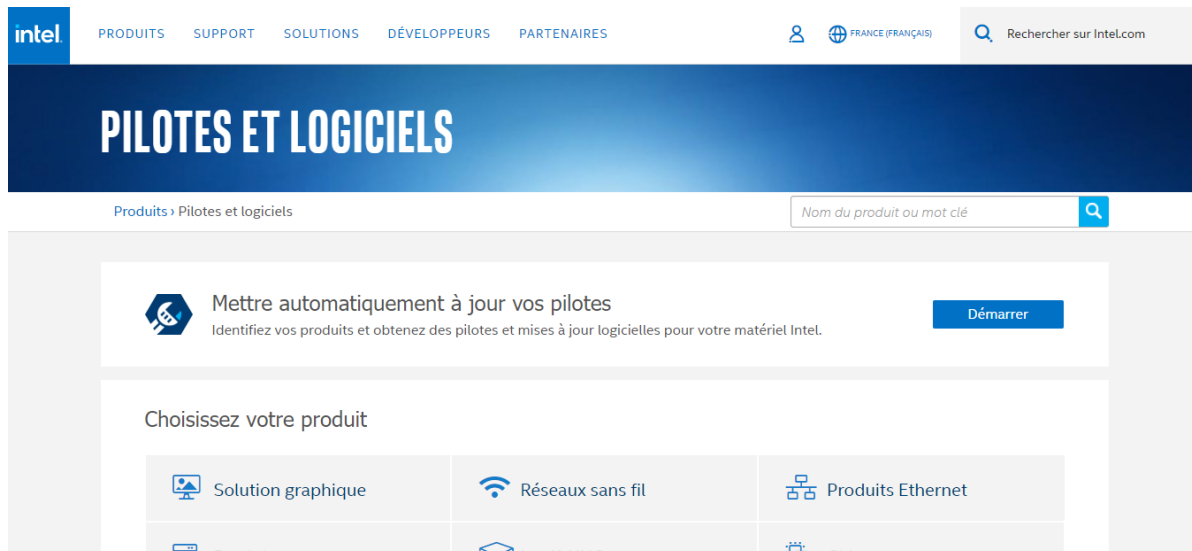 intel.
PRODUITS SUPPORT SOLUTIONS DÉVELOPPEURS PARTENAIRES FRANCE (FRANÇAIS) Rechercher sur Intel.com
PILOTES ET LOGICIELS
Produits › Pilotes et logiciels Nom du produit ou mot clé
Mettre automatiquement à jour vos pilotes
Identifiez vos produits et obtenez des pilotes et mises à jour logicielles pour votre matériel Intel.
Démarrer
Choisissez votre produit
Solution graphique Réseaux sans fil Produits Ethernet